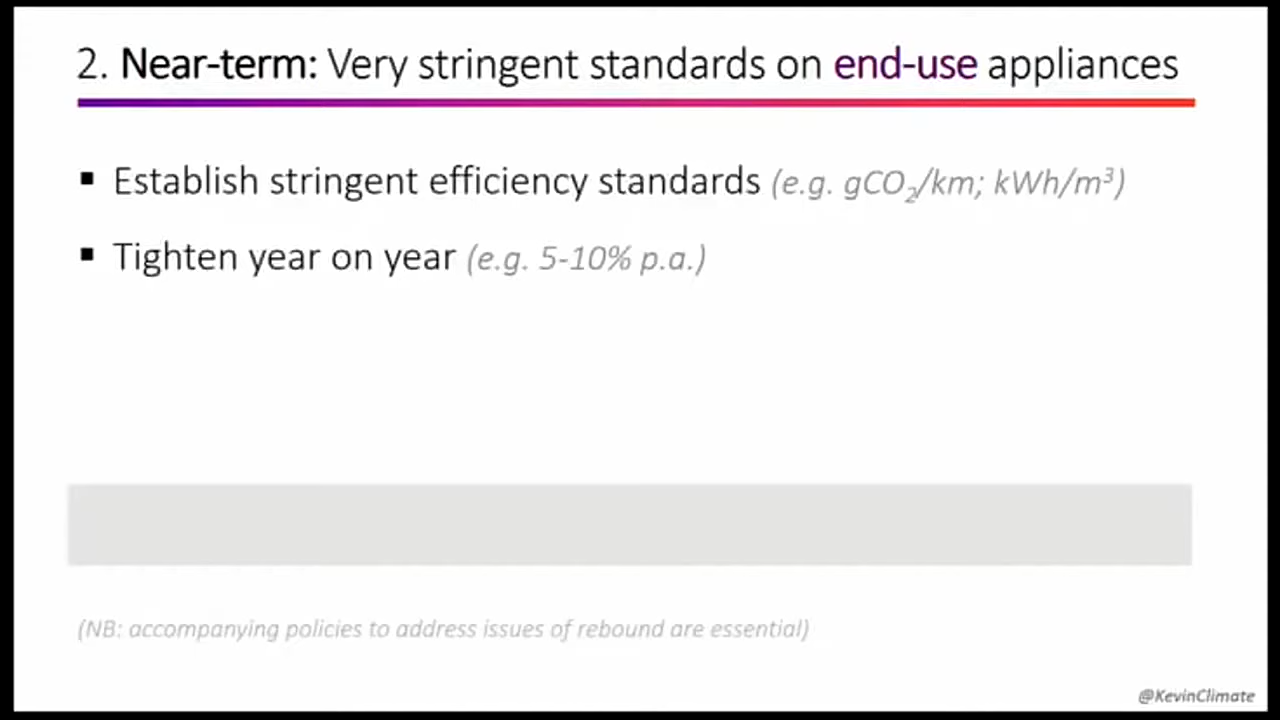 2. Near-term: Very stringent standards on end-use appliances
▪ Establish stringent efficiency standards (e.g. gCO₂/km; kWh/m³)
▪ Tighten year on year (e.g. 5-10% p.a.)
(NB: accompanying policies to address issues of rebound are essential)
@KevinClimate